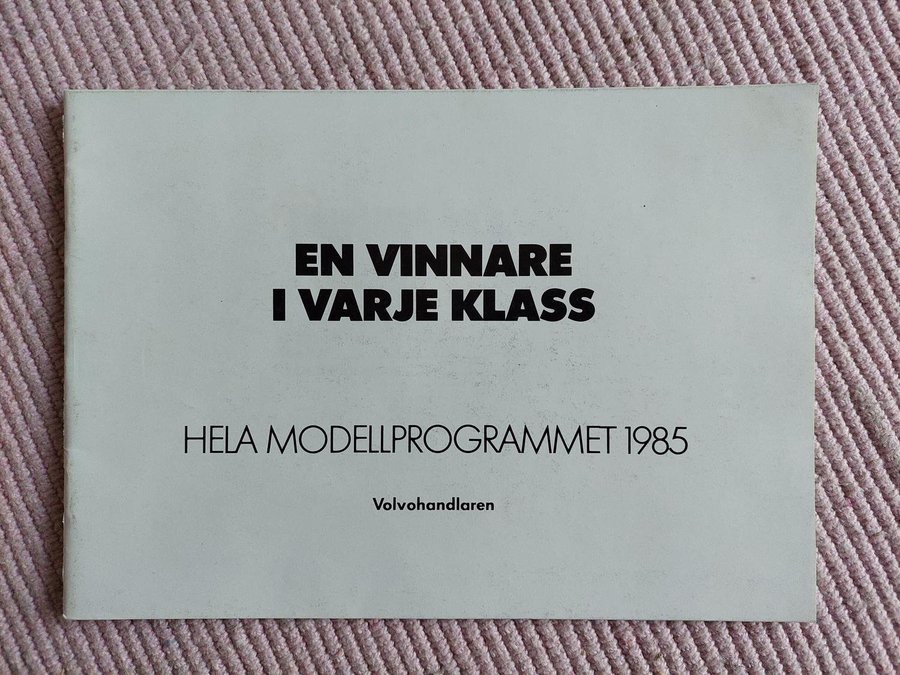 EN VINNARE
I VARJE KLASS
HELA MODELLPROGRAMMET 1985
Volvohandlaren